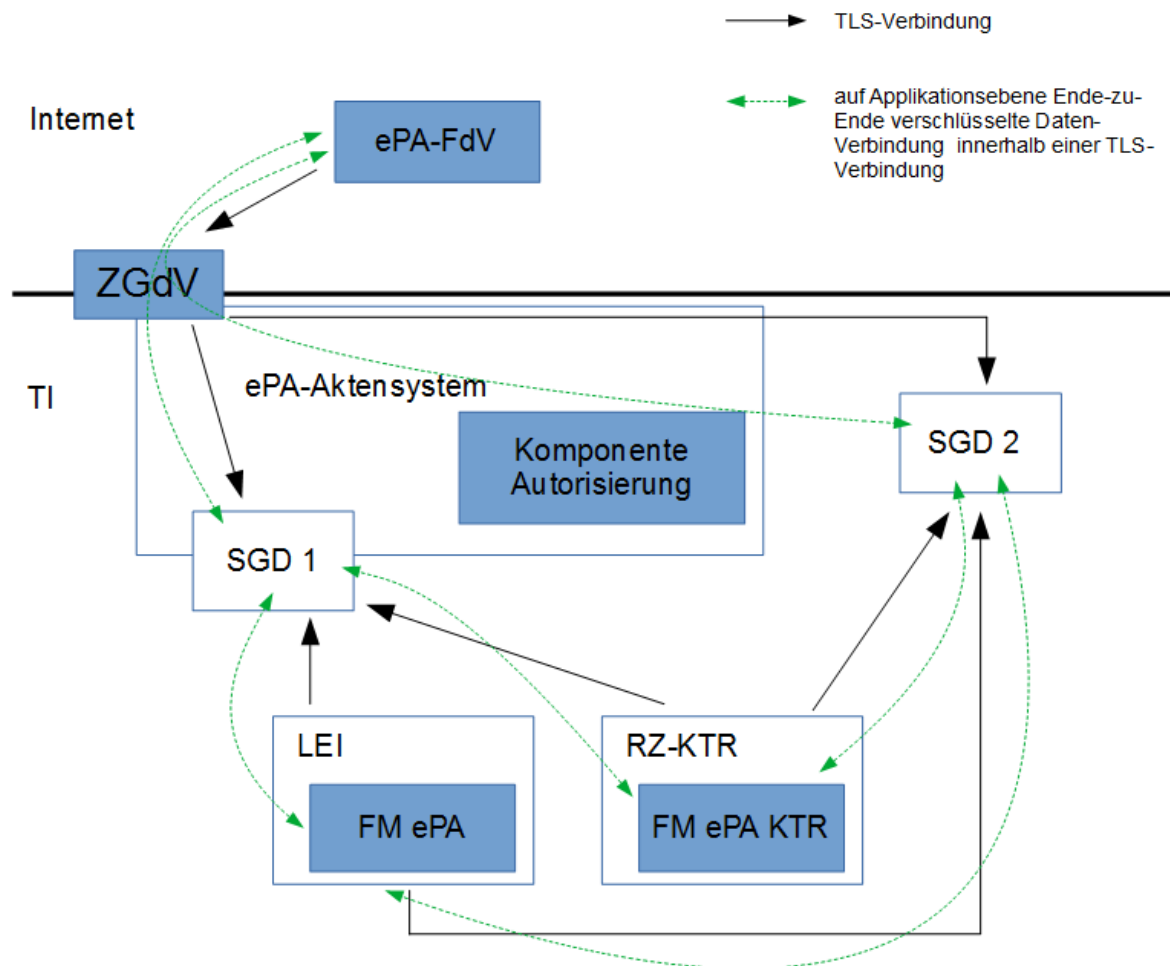 TLS-Verbindung
auf Applikationsebene Ende-zu-
Ende verschlüsselte Daten-
Verbindung innerhalb einer TLS-
Verbindung
Internet
ePA-FdV
ZGdV
TI
ePA-Aktensystem
Komponente
Autorisierung
SGD 2
SGD 1
LEI
FM ePA
RZ-KTR
FM ePA KTR